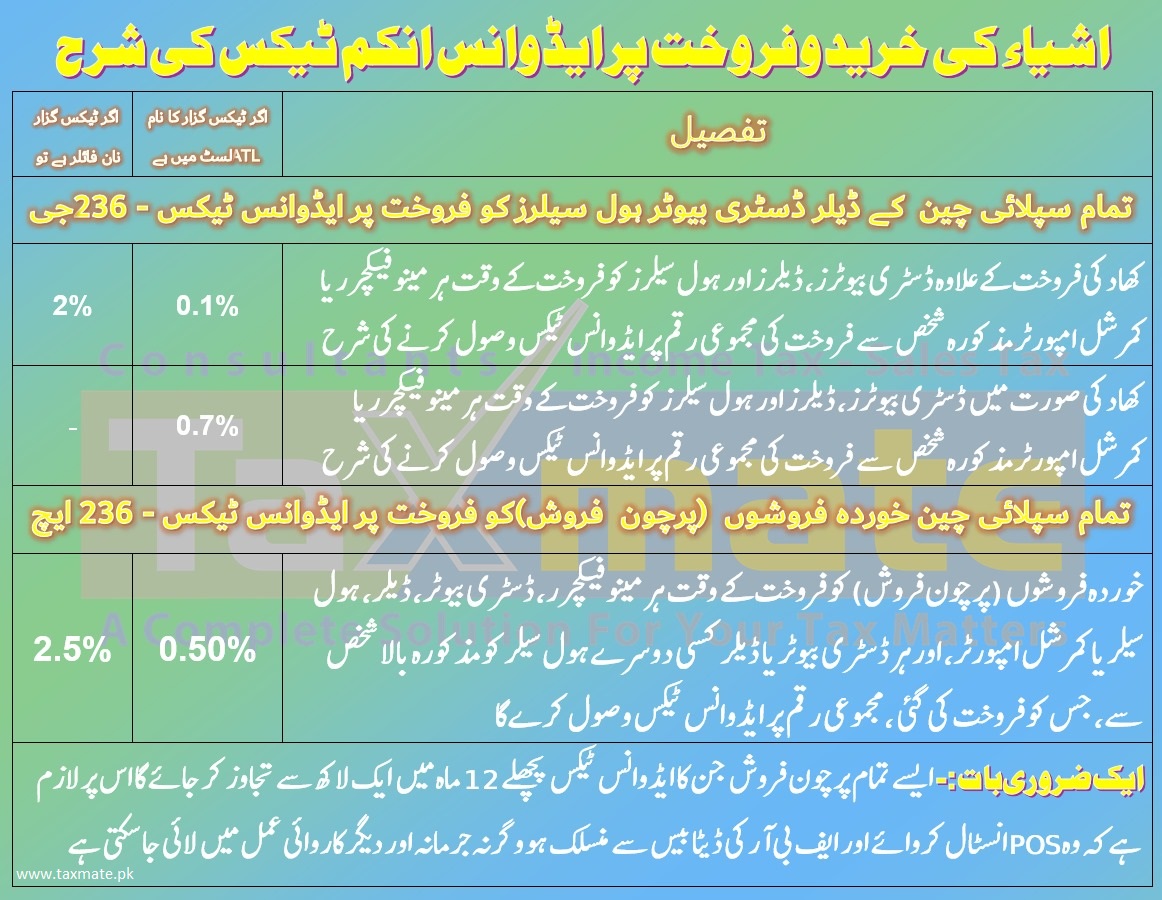 اشیاء کی خرید و فروخت پر ایڈوانس انکم ٹیکس کی شرح
تفصیل
اگر ٹیکس گزار کا نام
ATLلسٹ میں ہے
اگر ٹیکس گزار
نان فائلر ہے تو
تمام سپلائی چین کے ڈیلر ڈسٹری بیوٹر ہول سیلرز کو فروخت پر ایڈوانس ٹیکس - 236جی
کھاد کی فروخت کے علاوہ ڈسٹری بیوٹرز، ڈیلرز اور ہول سیلرز کو فروخت کے وقت ہر مینوفیکچرر یا
کمرشل امپورٹر مذکورہ شخص سے فروخت کی مجموعی رقم پر ایڈوانس ٹیکس وصول کرنے کی شرح
0.1%
2%
Consultants Income Tax - Sales Tax
کھاد کی صورت میں ڈسٹری بیوٹرز، ڈیلرز اور ہول سیلرز کو فروخت کے وقت ہر مینوفیکچرر یا
کمرشل امپورٹر مذکورہ شخص سے فروخت کی مجموعی رقم پر ایڈوانس ٹیکس وصول کرنے کی شرح
0.7%
-
Taxmate
تمام سپلائی چین خوردہ فروشوں (پرچون فروش)کو فروخت پر ایڈوانس ٹیکس - 236 ایچ
خوردہ فروشوں (پرچون فروش) کو فروخت کے وقت ہر مینوفیکچرر، ڈسٹری بیوٹر، ڈیلر، ہول
سیلر یا کمرشل امپورٹر، اور ہر ڈسٹری بیوٹر یا ڈیلر کسی دوسرے ہول سیلر کو مذکورہ بالا شخص
سے، جس کو فروخت کی گئی، مجموعی رقم پر ایڈوانس ٹیکس وصول کرے گا
0.50%
2.5%
A Complete Solution For Your Tax Matters
ایک ضروری بات:-ایسے تمام پرچون فروش جن کا ایڈوانس ٹیکس پچھلے 12 ماہ میں ایک لاکھ سے تجاوز کر جائے گا اس پر لازم
ہے کہ وہ POS انسٹال کروائے اور ایف بی آر کی ڈیٹا بیس سے منسلک ہو وگرنہ جرمانہ اور دیگر کاروائی عمل میں لائی جاسکتی ہے
www.taxmate.pk